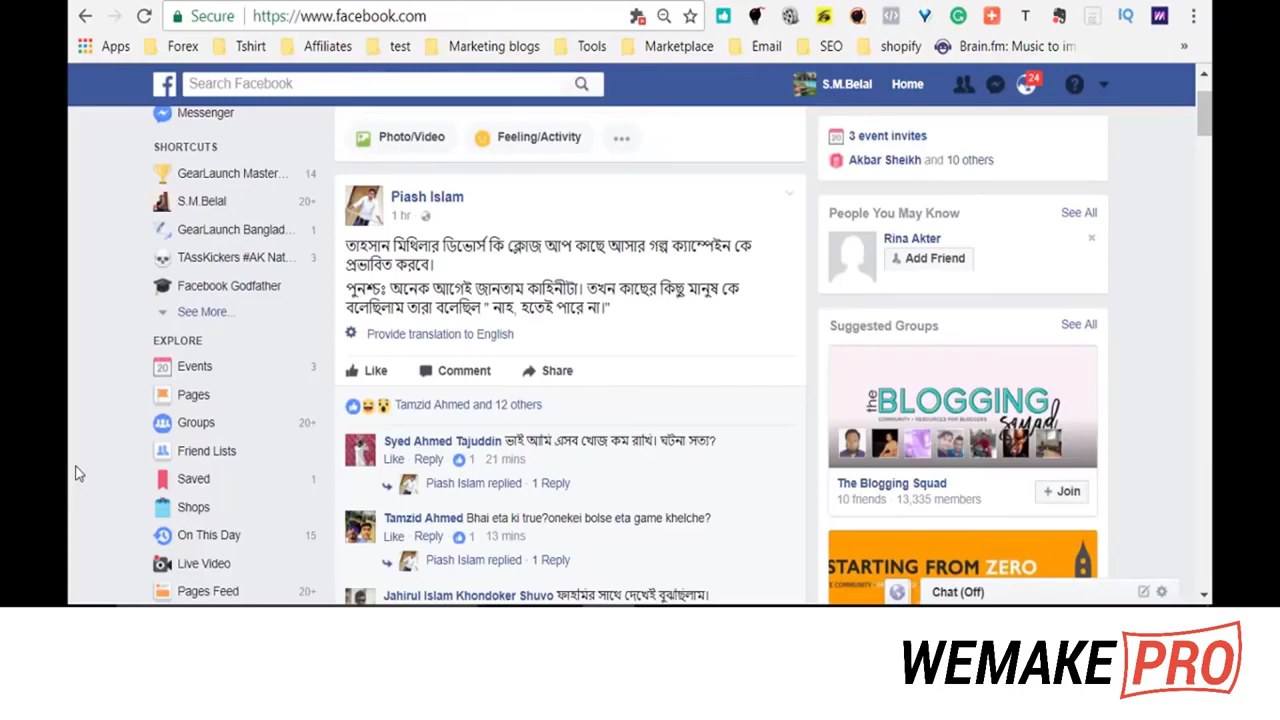 Secure https://www.facebook.com
Apps Forex Tshirt Affiliates test Marketing blogs Tools Marketplace Email SEO shopify Brain.fm: Music to im »
Search Facebook
S.M.Belal Home 24
Messenger
SHORTCUTS
GearLaunch Master... 14
S.M.Belal 20+
GearLaunch Banglad... 1
TAssKickers #AK Nat... 3
Facebook Godfather
See More...
EXPLORE
20 Events 3
Pages
Groups 20+
Friend Lists
Saved 1
Shops
On This Day 15
Live Video
Pages Feed 20+
Photo/Video Feeling/Activity
Piash Islam
1 hr
তাহসান মিথিলার ডিভোর্স কি ক্লোজ আপ কাছে আসার গল্প ক্যাম্পেইন কে
প্রভাবিত করবে।
পুনশ্চঃ অনেক আগেই জানতাম কাহিনীটা। তখন কাছের কিছু মানুষ কে
বলেছিলাম তারা বলেছিল " নাহ, হতেই পারে না।"
Provide translation to English
Like Comment Share
Tamzid Ahmed and 12 others
Syed Ahmed Tajuddin ভাই আমি এসব খোজ কম রাখি। ঘটনা সত্য?
Like · Reply · 1 · 21 mins
Piash Islam replied · 1 Reply
Tamzid Ahmed Bhai eta ki true?onekei bolse eta game khelche?
Like · Reply · 1 · 13 mins
Piash Islam replied · 1 Reply
Jahirul Islam Khondoker Shuvo ফাহমির সাথে দেখেই বুঝছিলাম।
20 3 event invites
Akbar Sheikh and 10 others
People You May Know See All
Rina Akter
Add Friend
Suggested Groups See All
the BLOGGING
COMMUNITY + RESOURCES FOR BLOGGERS
squad
The Blogging Squad
10 friends · 13,335 members
+ Join
STARTING FROM ZERO
Chat (Off)
WEMAKE PRO